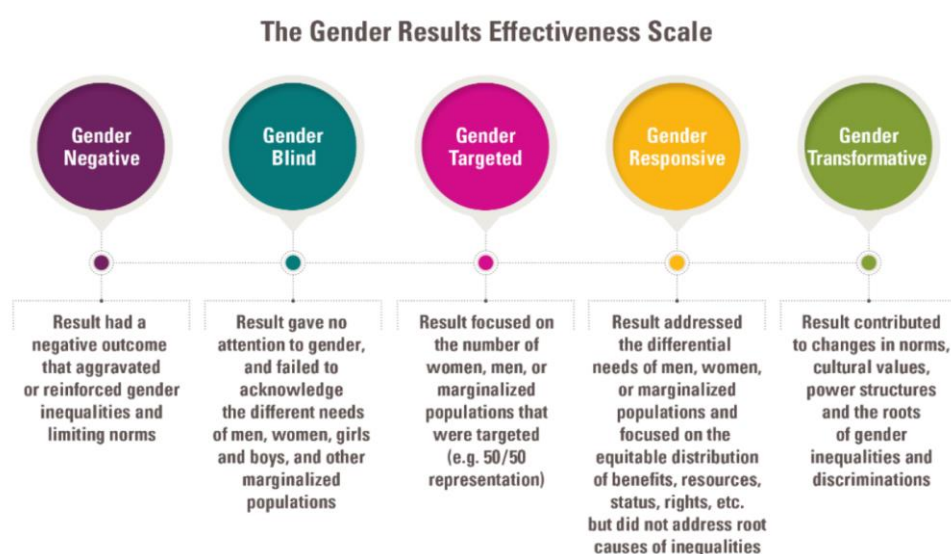 The Gender Results Effectiveness Scale
Gender
Negative
Gender
Blind
Gender
Targeted
Gender
Responsive
Gender
Transformative
Result had a
negative outcome
that aggravated
or reinforced gender
inequalities and
limiting norms
Result gave no
attention to gender,
and failed to
acknowledge
the different needs
of men, women, girls
and boys, and other
marginalized
populations
Result focused on
the number of
women, men, or
marginalized
populations that
were targeted
(e.g. 50/50
representation)
Result addressed
the differential
needs of men, women,
or marginalized
populations and
focused on the
equitable distribution
of benefits, resources,
status, rights, etc.
but did not address root
causes of inequalities
Result contributed
to changes in norms,
cultural values,
power structures
and the roots
of gender
inequalities and
discriminations